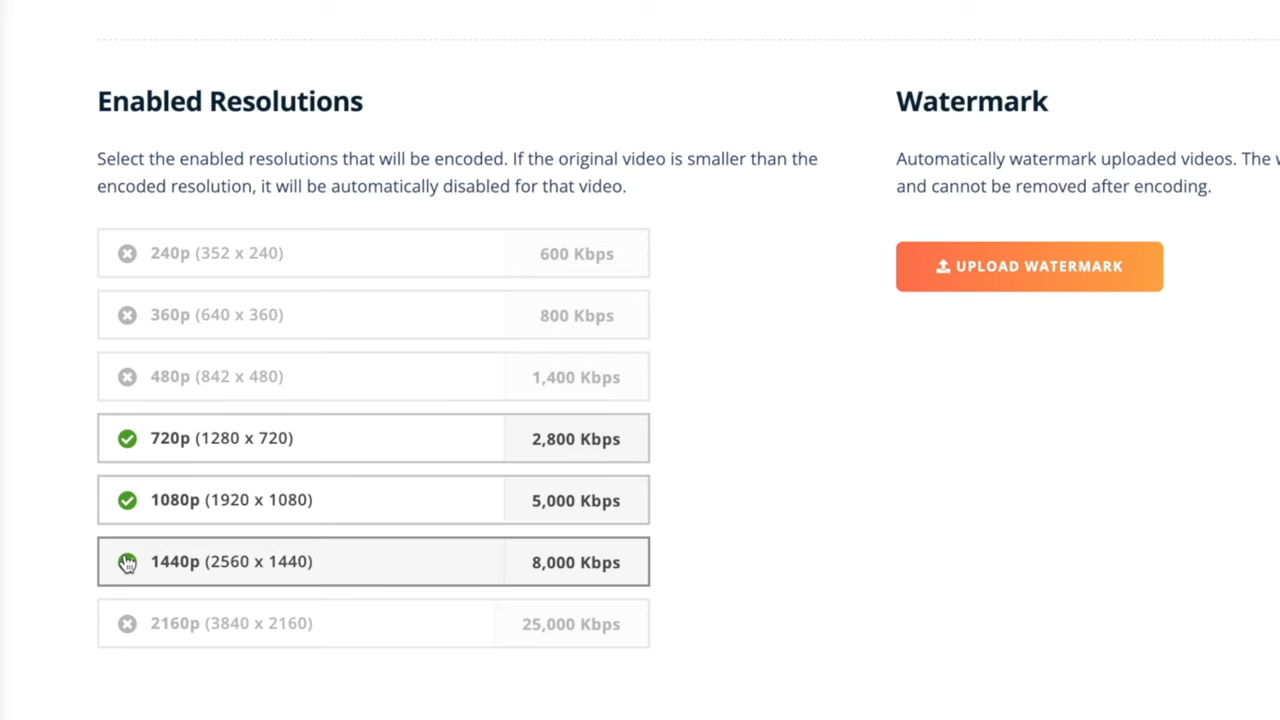 Enabled Resolutions
Select the enabled resolutions that will be encoded. If the original video is smaller than the
encoded resolution, it will be automatically disabled for that video.
240p (352 x 240) 600 Kbps
360p (640 x 360) 800 Kbps
480p (842 x 480) 1,400 Kbps
720p (1280 x 720) 2,800 Kbps
1080p (1920 x 1080) 5,000 Kbps
1440p (2560 x 1440) 8,000 Kbps
2160p (3840 x 2160) 25,000 Kbps
Watermark
Automatically watermark uploaded videos. The
and cannot be removed after encoding.
UPLOAD WATERMARK